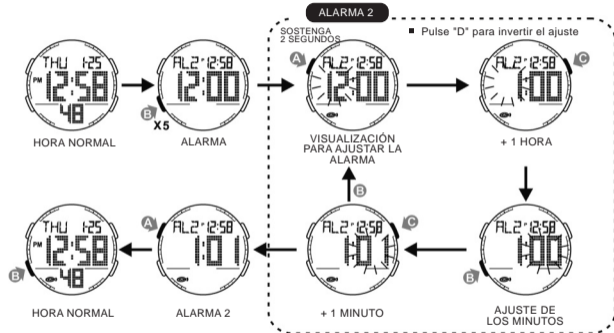 ALARMA 2
SOSTENGA
2 SEGUNDOS
■ Pulse "D" para invertir el ajuste
THU 1-25
PM 12:58
48
HORA NORMAL
B
X5
AL2 12:58
12:00
ALARMA
A
AL2 12:58
12:00
VISUALIZACIÓN
PARA AJUSTAR LA
ALARMA
C
AL2 12:58
1:00
+ 1 HORA
B
THU 1-25
PM 12:58
48
B
HORA NORMAL
A
AL2 12:58
1:01
ALARMA 2
C
AL2 12:58
1:01
+ 1 MINUTO
AL2 12:58
1:00
B
AJUSTE DE
LOS MINUTOS